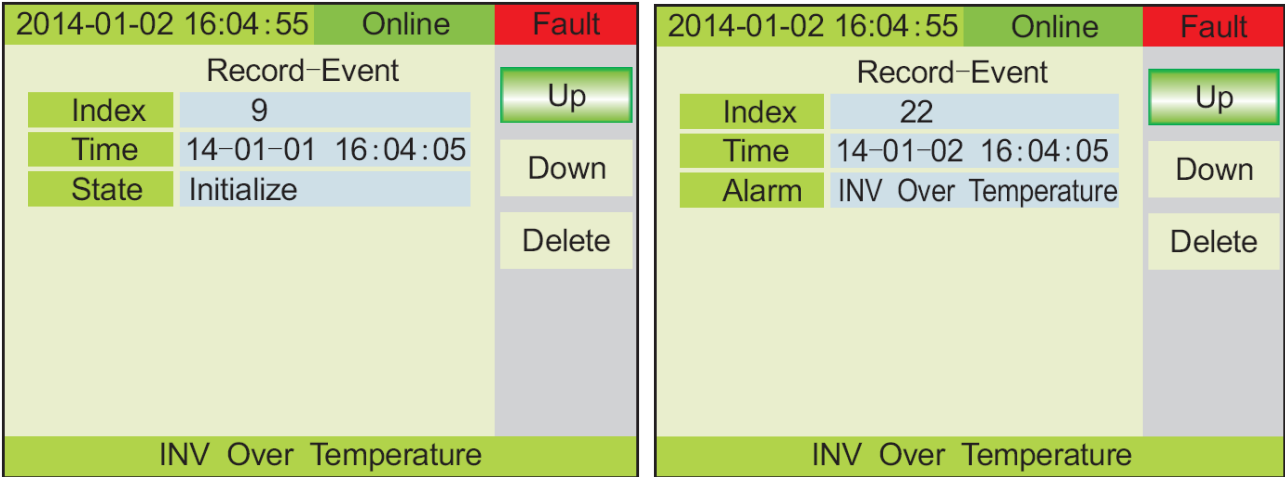 2014-01-02 16:04:55 Online Fault
Record-Event
Index 9
Time 14-01-01 16:04:05
State Initialize
Up
Down
Delete
INV Over Temperature
2014-01-02 16:04:55 Online Fault
Record-Event
Index 22
Time 14-01-02 16:04:05
Alarm INV Over Temperature
Up
Down
Delete
INV Over Temperature